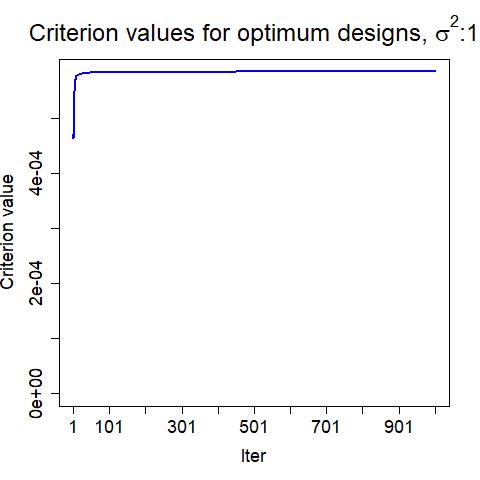 Criterion values for optimum designs, σ²:1
Criterion value
4e-04
2e-04
0e+00
1 101 301 501 701 901
Iter